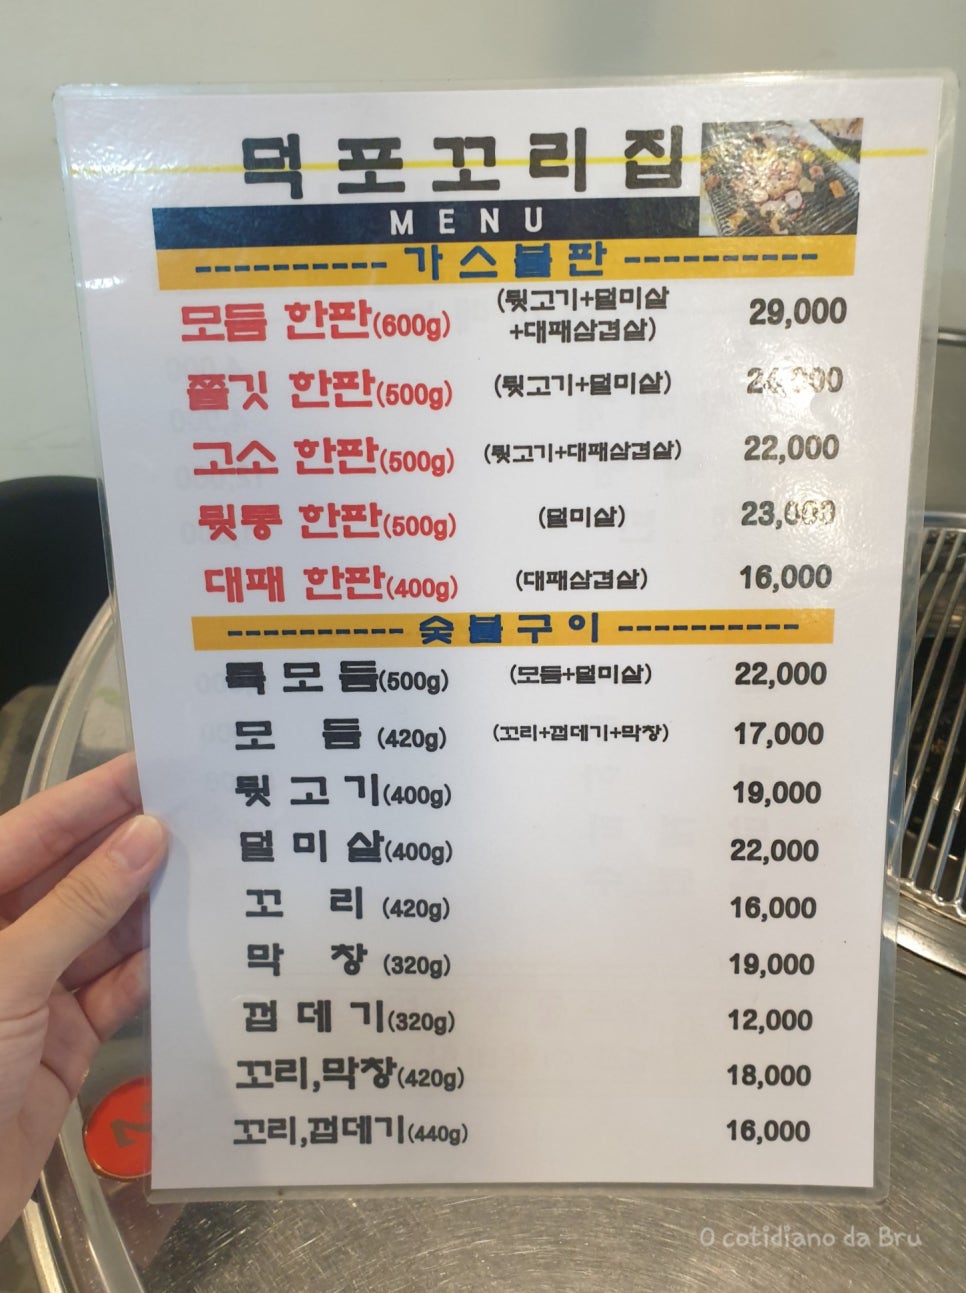 덕포꼬리집
MENU
---------- 가스불판 ----------
모듬 한판(600g) (뒷고기+덜미살 29,000
+대패삼겹살)
쫄깃 한판(500g) (뒷고기+덜미살)
고소 한판(500g) (뒷고기+대패삼겹살) 22,000
뒷통 한판(500g) (덜미살) 23,000
대패 한판(400g) (대패삼겹살) 16,000
---------- 숯불구이 ----------
특모듬(500g) (모듬+덜미살) 22,000
모 듬 (420g) (꼬리+껍데기+막창) 17,000
뒷고기(400g) 19,000
덜미살(400g) 22,000
꼬 리 (420g) 16,000
막 창 (320g) 19,000
껍데기(320g) 12,000
꼬리,막창(420g) 18,000
꼬리,껍데기(440g) 16,000
O cotidiano da Bru